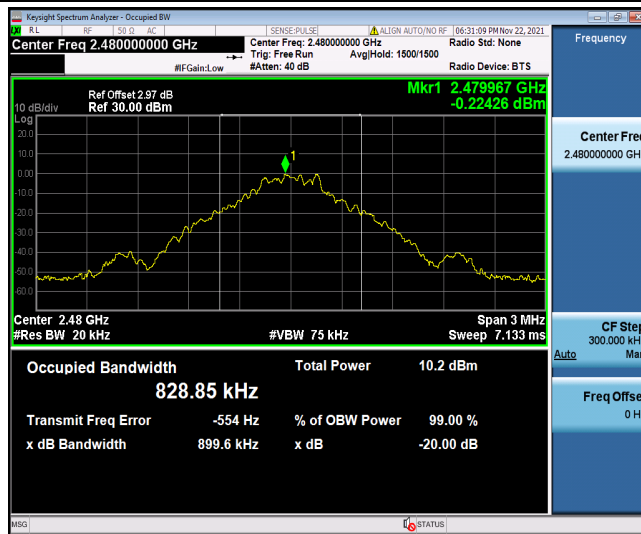 Keysight Spectrum Analyzer - Occupied BW
LXI RL RF 50 Ω AC SENSE:PULSE ALIGN AUTO/NO RF 06:31:09 PM Nov 22, 2021
Center Freq 2.480000000 GHz
Center Freq: 2.480000000 GHz
Radio Std: None
Trig: Free Run
Avg|Hold: 1500/1500
#IFGain:Low
#Atten: 40 dB
Radio Device: BTS
Frequency
Ref Offset 2.97 dB
Mkr1 2.479967 GHz
10 dB/div
Ref 30.00 dBm
-0.22426 dBm
Log
20.0
10.0
0.00
-10.0
-20.0
-30.0
-40.0
-50.0
-60.0
1
Center 2.48 GHz
Span 3 MHz
#Res BW 20 kHz
#VBW 75 kHz
Sweep 7.133 ms
Occupied Bandwidth
Total Power 10.2 dBm
828.85 kHz
Transmit Freq Error -554 Hz
% of OBW Power 99.00 %
x dB Bandwidth 899.6 kHz
x dB -20.00 dB
Center Fre
2.480000000 GH
CF Step
300.000 kH
Auto Ma
Freq Offse
0 H
MSG
STATUS